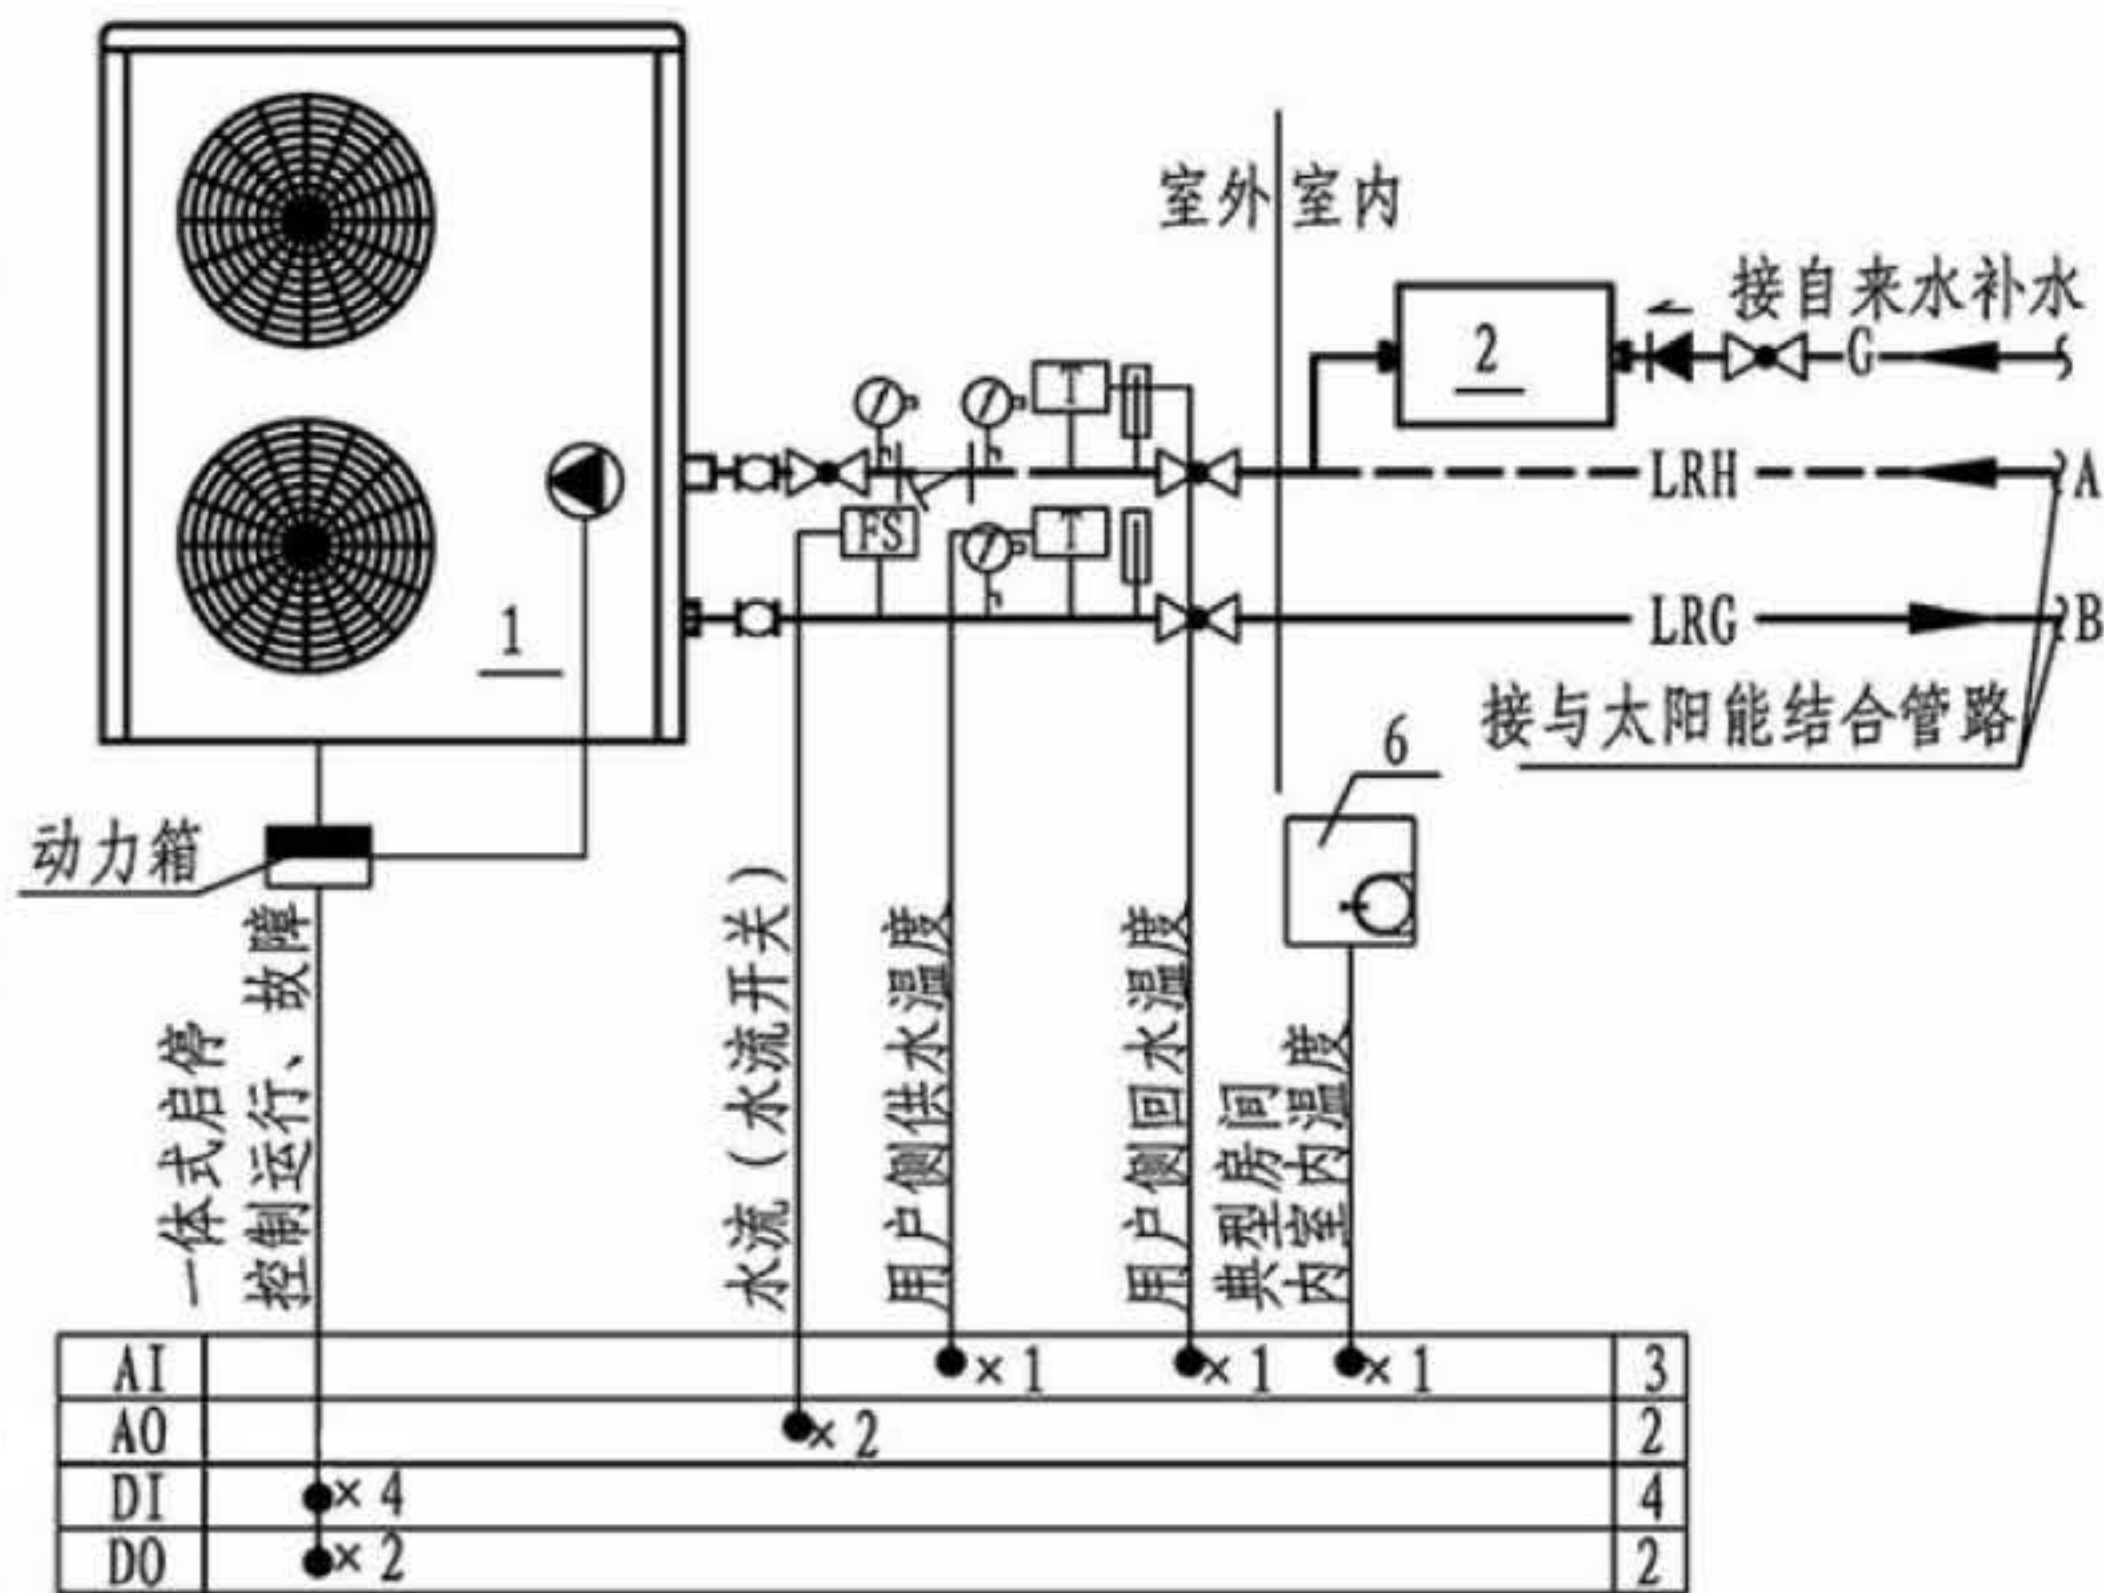 室外 室内
接自来水补水
2
G
T
LRH
A
FS
T
1
LRG
B
接与太阳能结合管路
6
动力箱
一体式启停
控制运行、故障
水流（水流开关）
用户侧供水温度
用户侧回水温度
典型房间
内室内温度
AI ×1 ×1 ×1 3
AO ×2 2
DI ×4 4
DO ×2 2